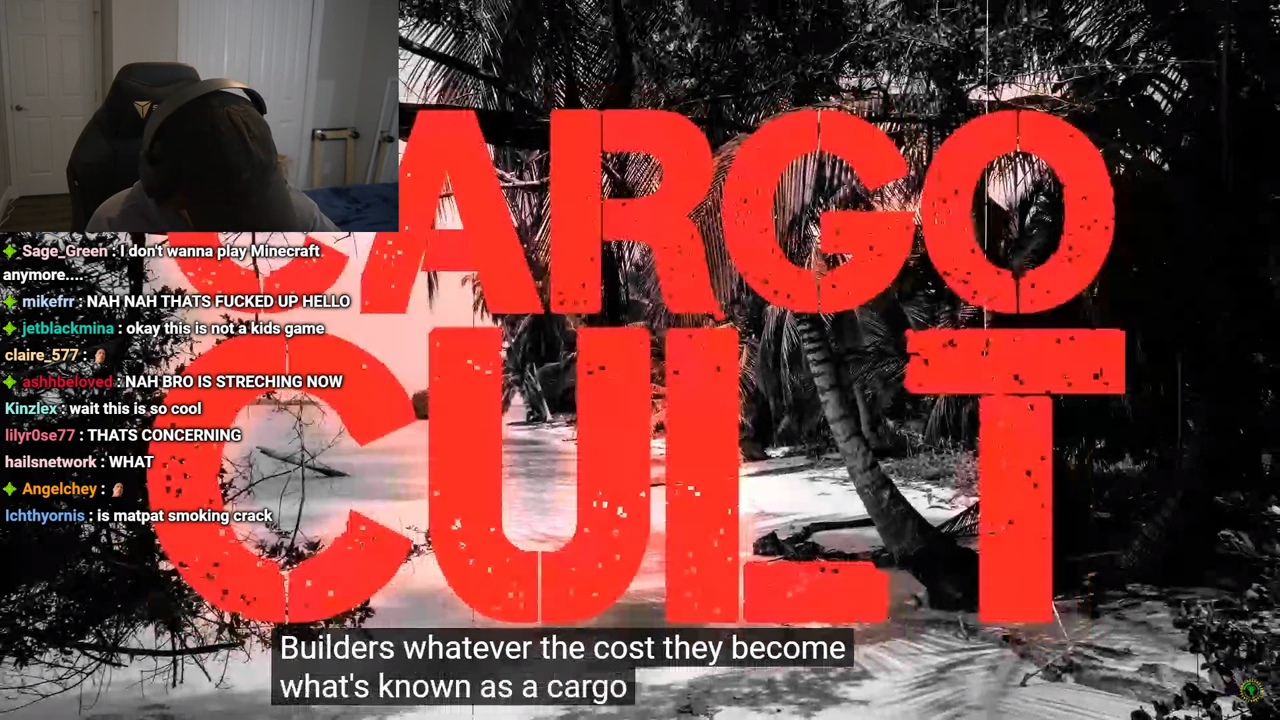 CARGO
CULT
Sage_Green : I don't wanna play Minecraft
anymore....
mikefrr : NAH NAH THATS FUCKED UP HELLO
jetblackmina : okay this is not a kids game
claire_577 :
ashhbeloved : NAH BRO IS STRECHING NOW
Kinzlex : wait this is so cool
lilyr0se77 : THATS CONCERNING
hailsnetwork : WHAT
Angelchey :
Ichthyornis : is matpat smoking crack
Builders whatever the cost they become
what's known as a cargo